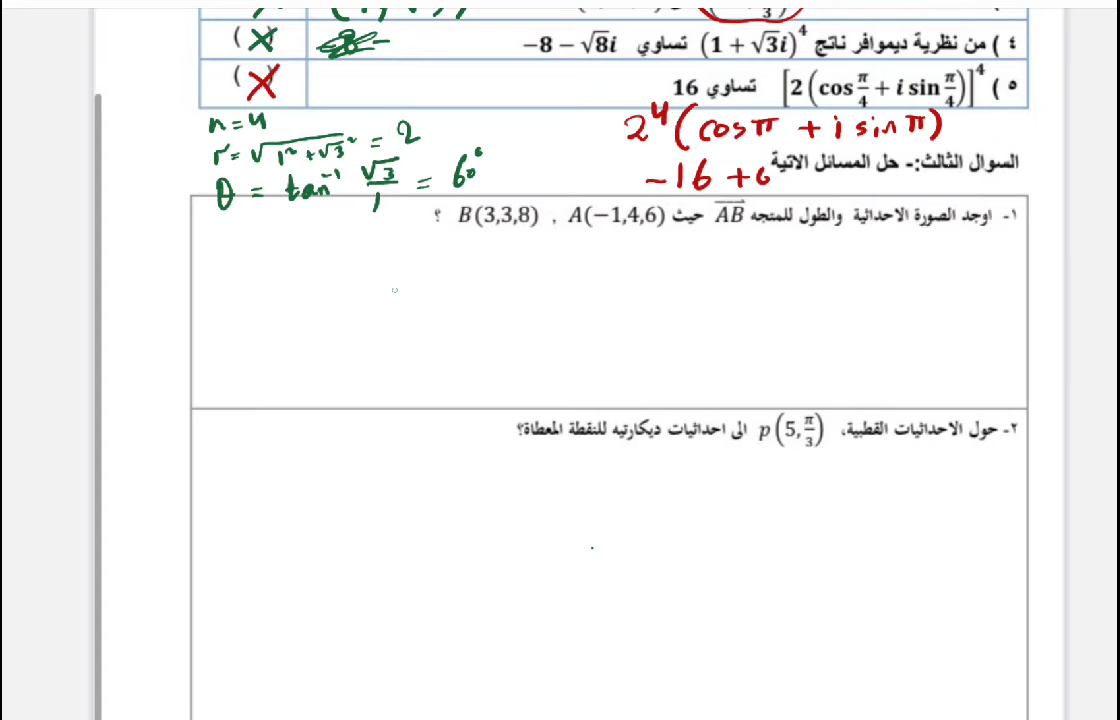 ٤ ) من نظرية ديموافر ناتج (1 + √3i)⁴ تساوي −8 − √8i
( X )
٥ ) [2(cos π/4 + i sin π/4)]⁴ تساوي 16
( X )
n = 4
r = √(1² + √3²) = 2
θ = tan⁻¹ √3/1 = 60°
2⁴ (cos π + i sin π)
-16 + 0
السوال الثالث:- حل المسائل الاتية
١- اوجد الصورة الاحداثية والطول للمتجه AB حيث A(−1,4,6) , B(3,3,8) ؟
٢- حول الاحداثيات القطبية، p(5, π/3) الى احداثيات ديكارتيه للنقطة المعطاة؟